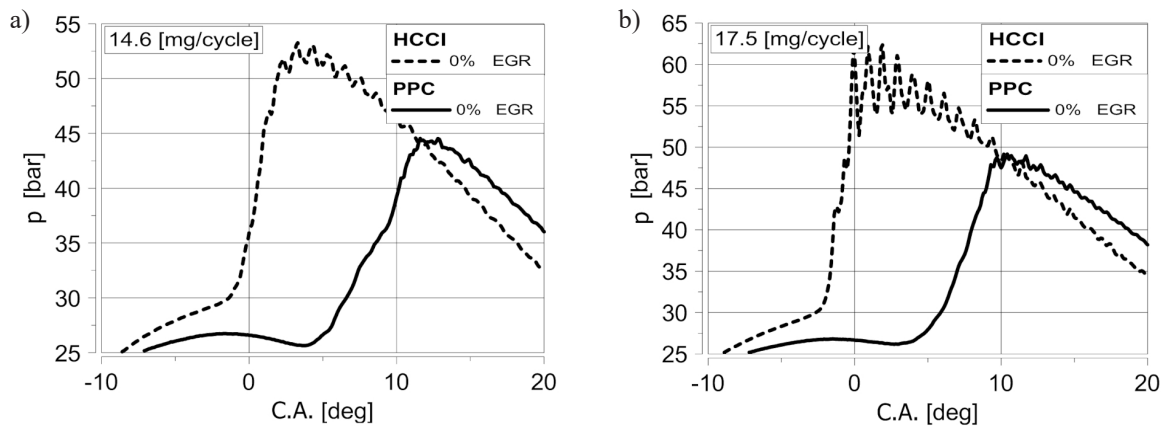 a)
14.6 [mg/cycle]
HCCI
0% EGR
PPC
0% EGR
55
50
45
40
35
30
25
p [bar]
-10 0 10 20
C.A. [deg]
b)
17.5 [mg/cycle]
HCCI
0% EGR
PPC
0% EGR
65
60
55
50
45
40
35
30
25
p [bar]
-10 0 10 20
C.A. [deg]